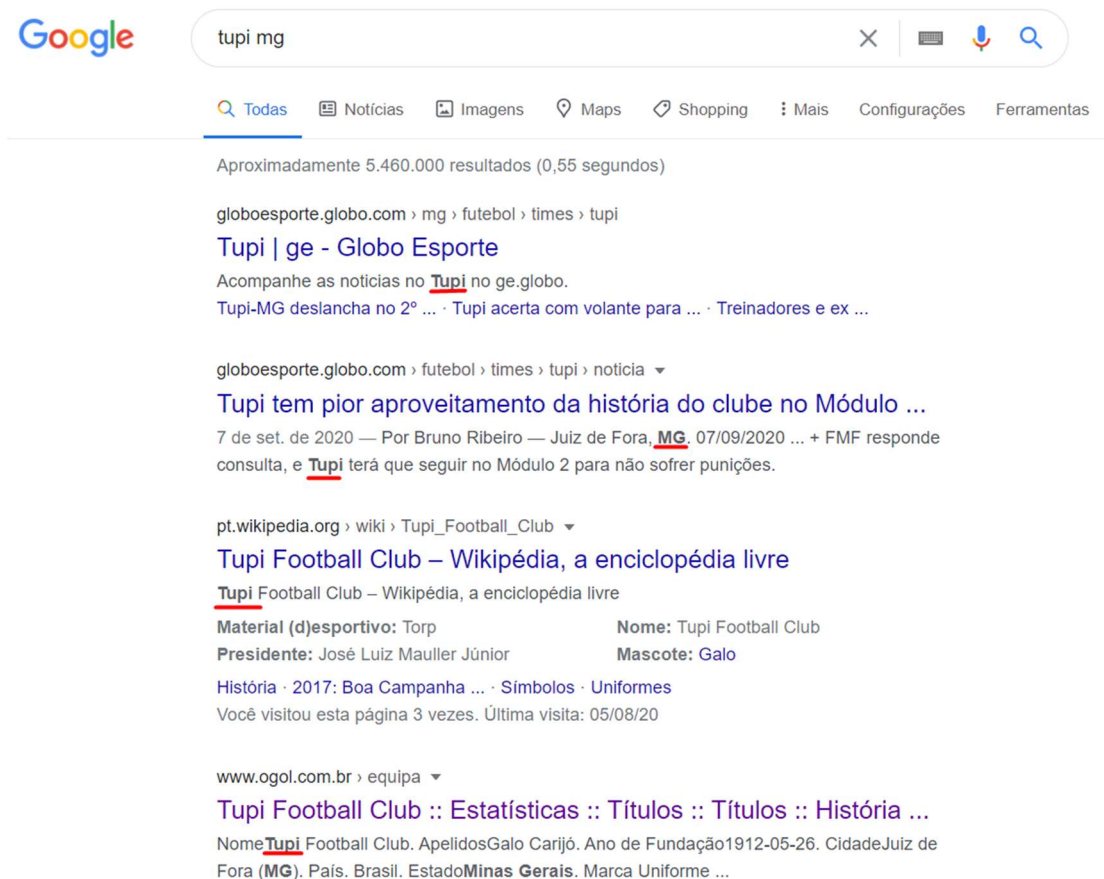 Google
tupi mg
Todas Notícias Imagens Maps Shopping Mais Configurações Ferramentas
Aproximadamente 5.460.000 resultados (0,55 segundos)
globoesporte.globo.com › mg › futebol › times › tupi
Tupi | ge - Globo Esporte
Acompanhe as noticias no Tupi no ge.globo.
Tupi-MG deslancha no 2º ... · Tupi acerta com volante para ... · Treinadores e ex ...
globoesporte.globo.com › futebol › times › tupi › noticia
Tupi tem pior aproveitamento da história do clube no Módulo ...
7 de set. de 2020 — Por Bruno Ribeiro — Juiz de Fora, MG. 07/09/2020 ... + FMF responde
consulta, e Tupi terá que seguir no Módulo 2 para não sofrer punições.
pt.wikipedia.org › wiki › Tupi_Football_Club
Tupi Football Club – Wikipédia, a enciclopédia livre
Tupi Football Club – Wikipédia, a enciclopédia livre
Material (d)esportivo: Torp Nome: Tupi Football Club
Presidente: José Luiz Mauller Júnior Mascote: Galo
História · 2017: Boa Campanha ... · Símbolos · Uniformes
Você visitou esta página 3 vezes. Última visita: 05/08/20
www.ogol.com.br › equipa
Tupi Football Club :: Estatísticas :: Títulos :: Títulos :: História ...
NomeTupi Football Club. ApelidosGalo Carijó. Ano de Fundação1912-05-26. CidadeJuiz de
Fora (MG). País. Brasil. EstadoMinas Gerais. Marca Uniforme ...